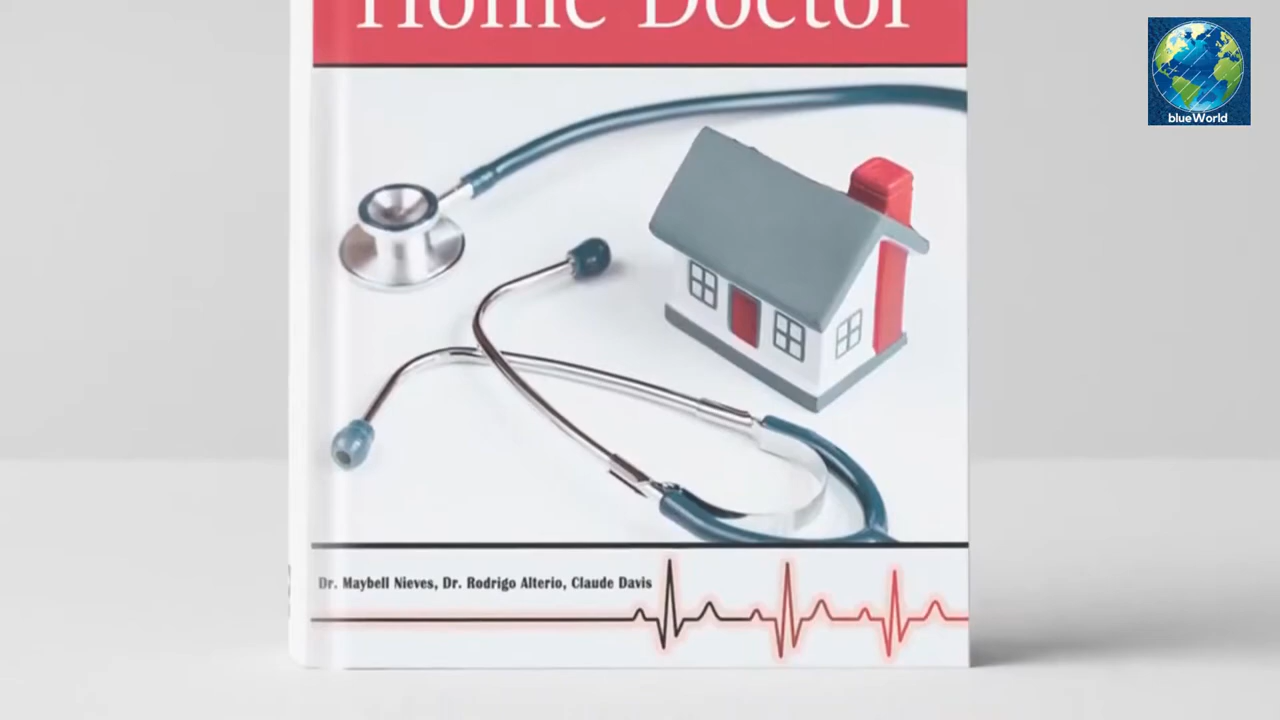 Home Doctor
blueWorld
Dr. Maybell Nieves, Dr. Rodrigo Alterio, Claude Davis